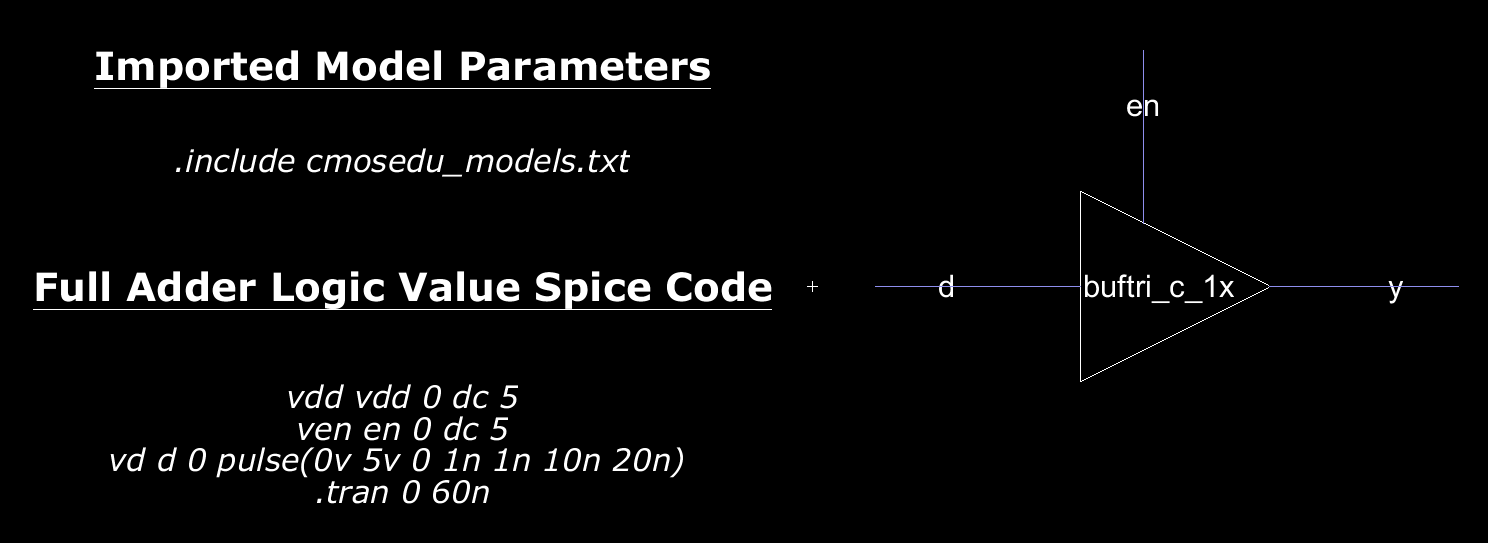 Imported Model Parameters
.include cmosedu_models.txt
Full Adder Logic Value Spice Code
vdd vdd 0 dc 5
ven en 0 dc 5
vd d 0 pulse(0v 5v 0 1n 1n 10n 20n)
.tran 0 60n
en
d
buftri_c_1x
y